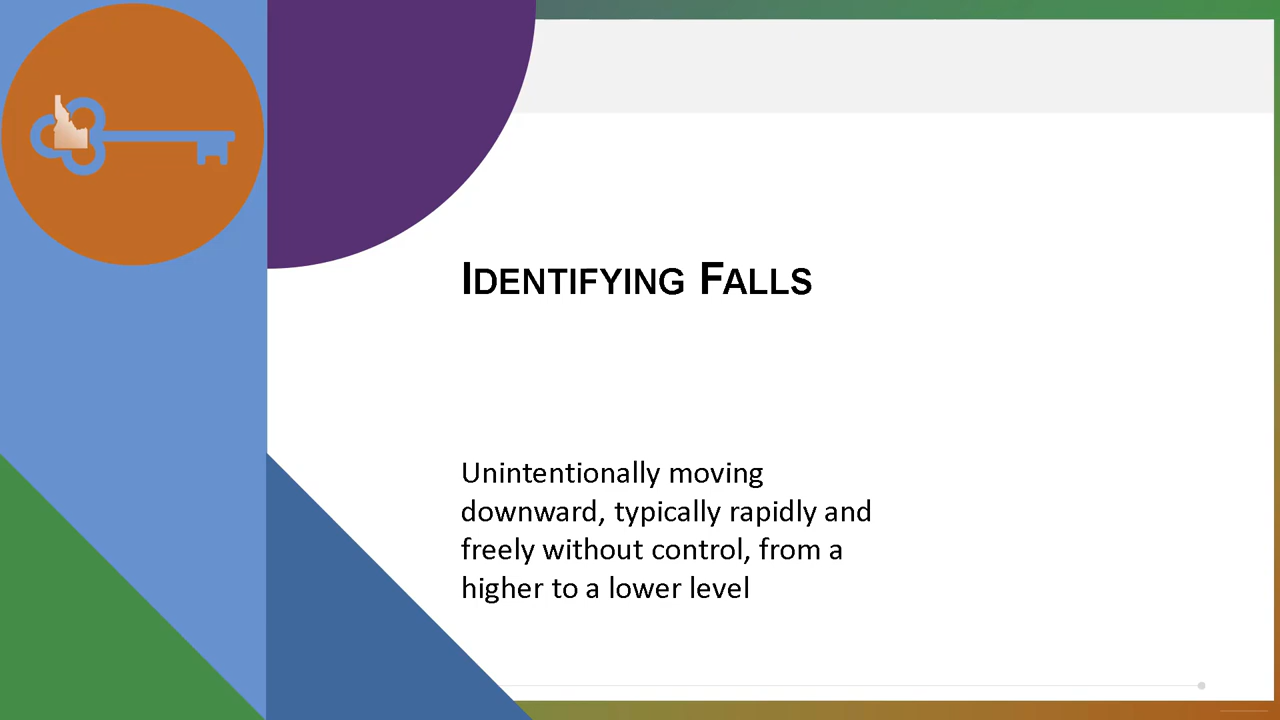 Identifying Falls
Unintentionally moving
downward, typically rapidly and
freely without control, from a
higher to a lower level